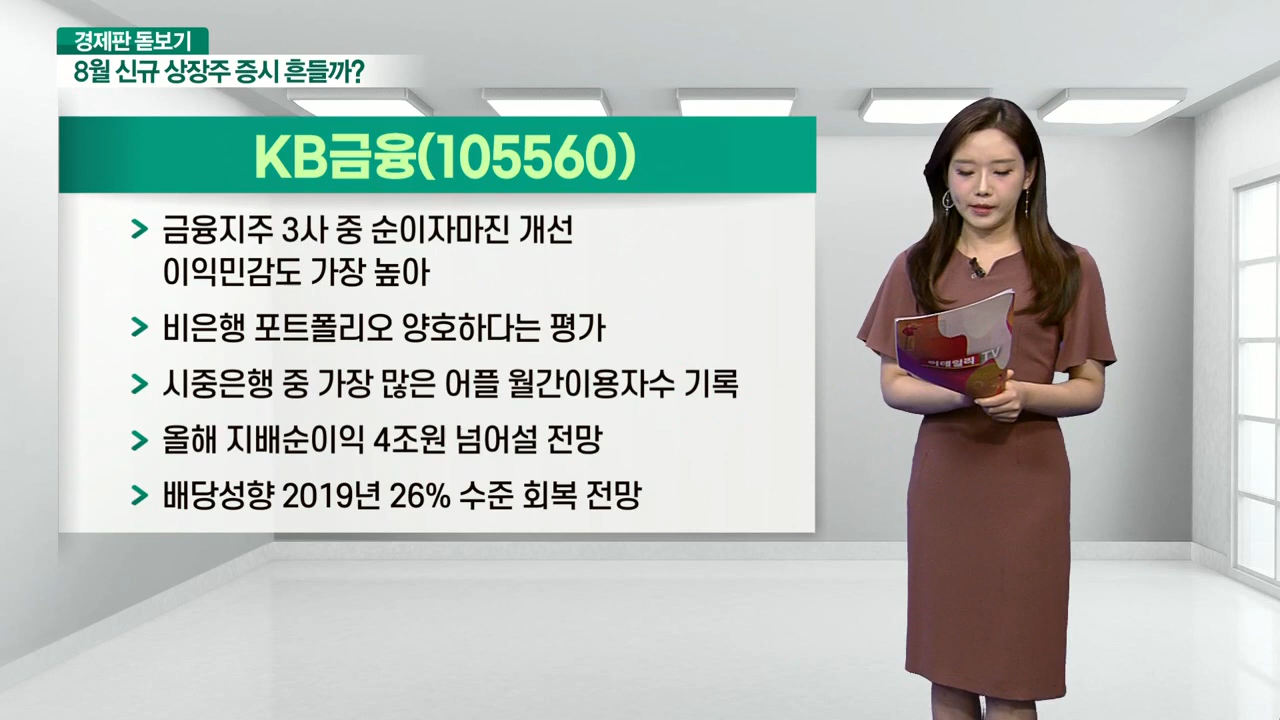 경제판 돋보기
8월 신규 상장주 증시 흔들까?
KB금융(105560)
금융지주 3사 중 순이자마진 개선
이익민감도 가장 높아
비은행 포트폴리오 양호하다는 평가
시중은행 중 가장 많은 어플 월간이용자수 기록
올해 지배순이익 4조원 넘어설 전망
배당성향 2019년 26% 수준 회복 전망
이데일리 TV